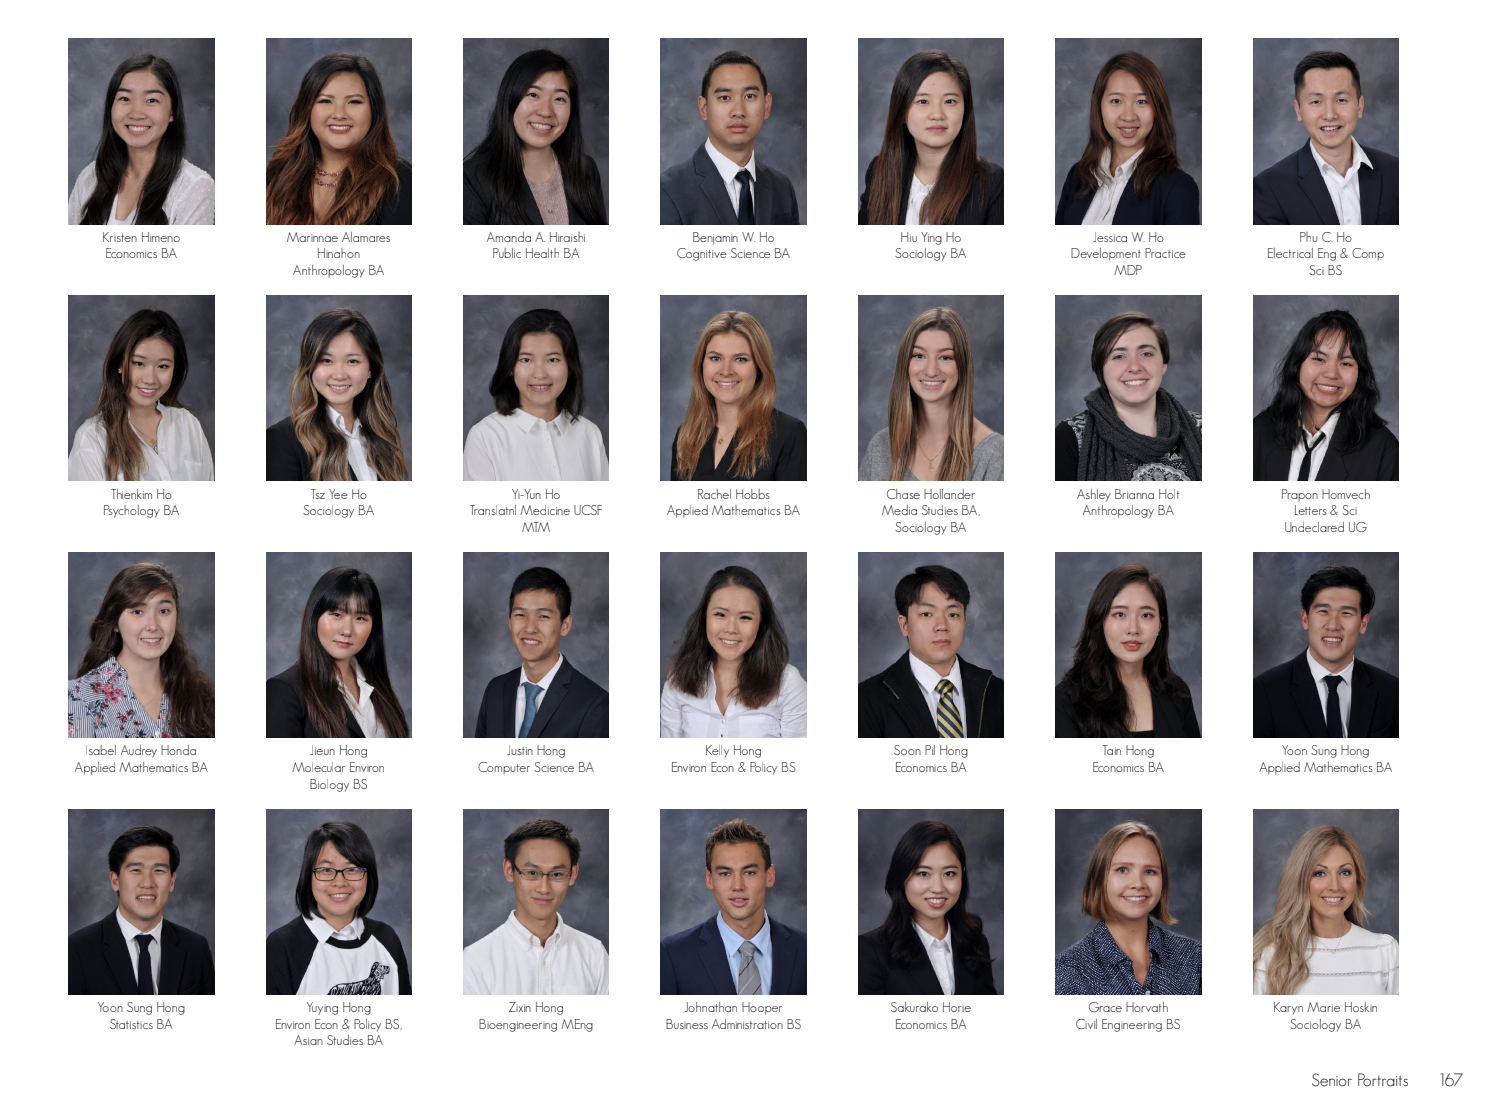 Kristen Himeno
Economics BA
Marinnae Alamares
Hinahon
Anthropology BA
Amanda A. Hiraishi
Public Health BA
Benjamin W. Ho
Cognitive Science BA
Hiu Ying Ho
Sociology BA
Jessica W. Ho
Development Practice
MDP
Phu C. Ho
Electrical Eng & Comp
Sci BS
Thienkim Ho
Psychology BA
Tsz Yee Ho
Sociology BA
Yi-Yun Ho
Translatnl Medicine UCSF
MTM
Rachel Hobbs
Applied Mathematics BA
Chase Hollander
Media Studies BA,
Sociology BA
Ashley Brianna Holt
Anthropology BA
Prapon Homvech
Letters & Sci
Undeclared UG
Isabel Audrey Honda
Applied Mathematics BA
Jieun Hong
Molecular Environ
Biology BS
Justin Hong
Computer Science BA
Kelly Hong
Environ Econ & Policy BS
Soon Pil Hong
Economics BA
Tain Hong
Economics BA
Yoon Sung Hong
Applied Mathematics BA
Yoon Sung Hong
Statistics BA
Yuying Hong
Environ Econ & Policy BS,
Asian Studies BA
Zixin Hong
Bioengineering MEng
Johnathan Hooper
Business Administration BS
Sakurako Horie
Economics BA
Grace Horvath
Civil Engineering BS
Karyn Marie Hoskin
Sociology BA
Senior Portraits 167